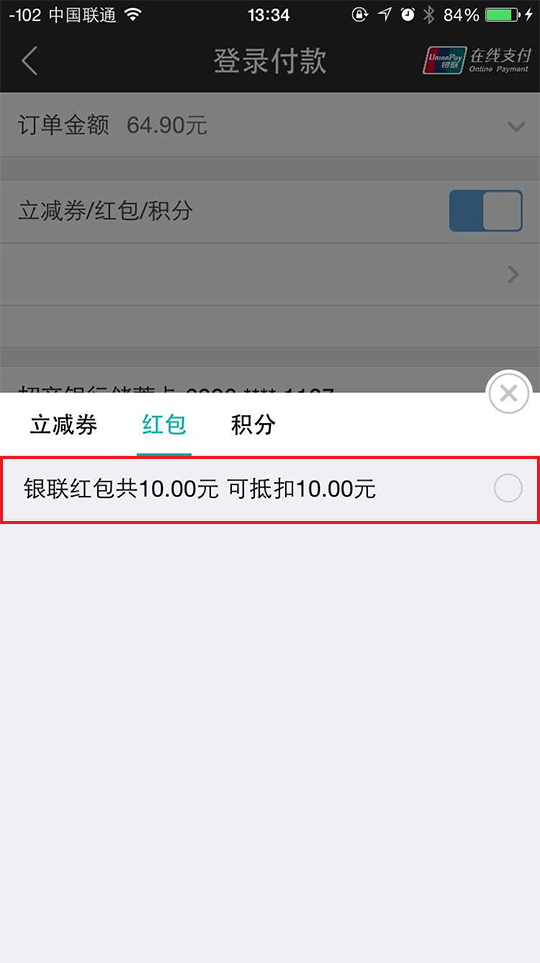 -102 中国联通 13:34 84%
登录付款
UnionPay 银联 在线支付
Online Payment
订单金额 64.90元
立减券/红包/积分
立减券 红包 积分
银联红包共10.00元 可抵扣10.00元